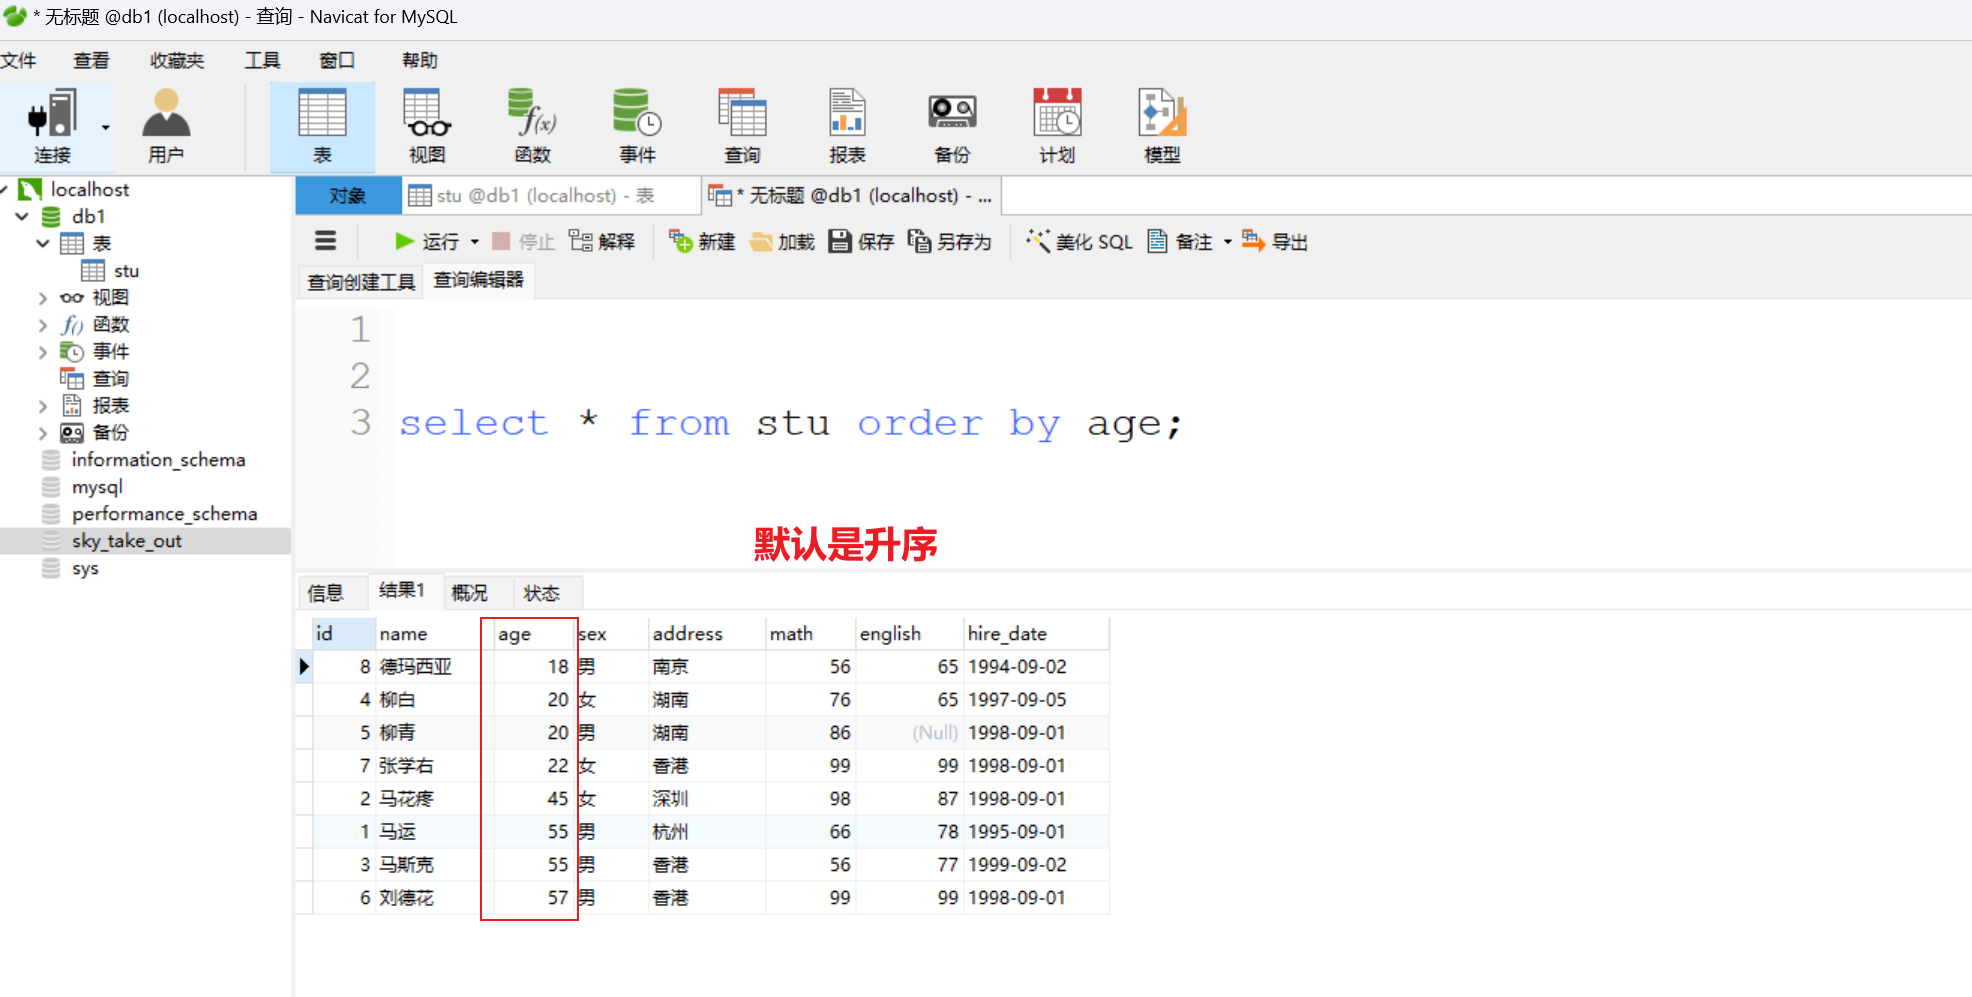 * 无标题 @db1 (localhost) - 查询 - Navicat for MySQL
文件 查看 收藏夹 工具 窗口 帮助
连接 用户 表 视图 函数 事件 查询 报表 备份 计划 模型
f(x)
localhost
db1
表
stu
视图
f() 函数
事件
查询
报表
备份
information_schema
mysql
performance_schema
sky_take_out
sys
对象 stu @db1 (localhost) - 表 * 无标题 @db1 (localhost) - ...
运行 停止 解释 新建 加载 保存 另存为 美化 SQL 备注 导出
查询创建工具 查询编辑器
1
2
3 select * from stu order by age;
默认是升序
信息 结果1 概况 状态
id name age sex address math english hire_date
8 德玛西亚 18 男 南京 56 65 1994-09-02
4 柳白 20 女 湖南 76 65 1997-09-05
5 柳青 20 男 湖南 86 (Null) 1998-09-01
7 张学右 22 女 香港 99 99 1998-09-01
2 马花疼 45 女 深圳 98 87 1998-09-01
1 马运 55 男 杭州 66 78 1995-09-01
3 马斯克 55 男 香港 56 77 1999-09-02
6 刘德花 57 男 香港 99 99 1998-09-01